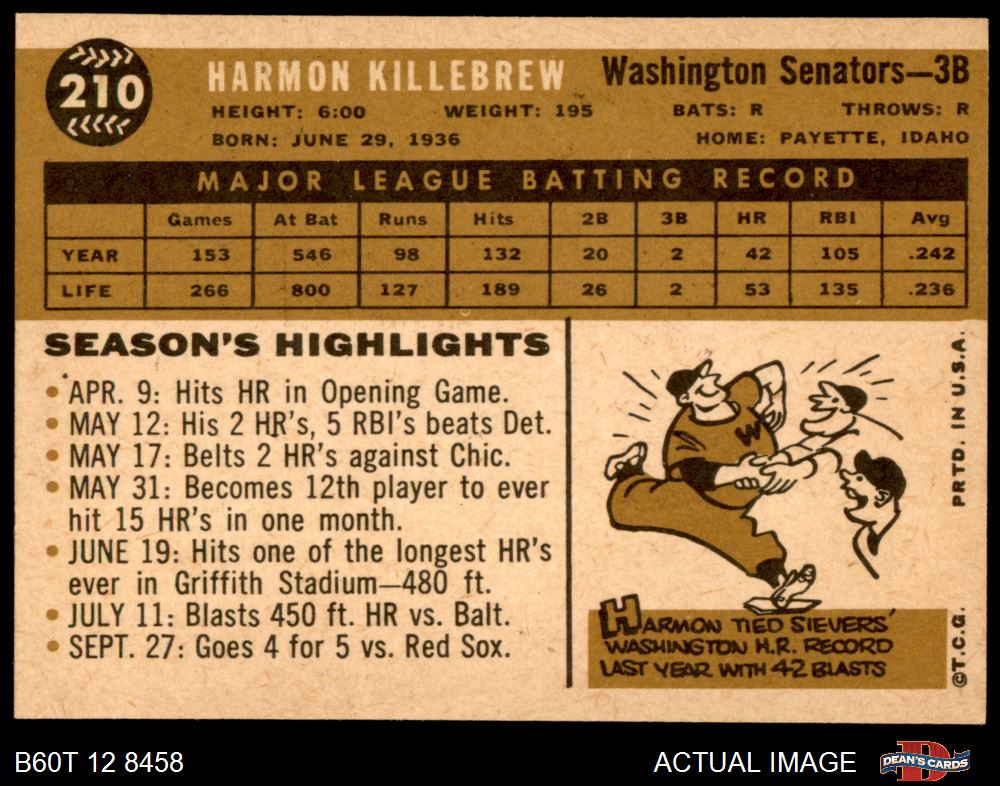 210
HARMON KILLEBREW Washington Senators—3B
HEIGHT: 6:00 WEIGHT: 195 BATS: R THROWS: R
BORN: JUNE 29, 1936 HOME: PAYETTE, IDAHO
MAJOR LEAGUE BATTING RECORD
Games At Bat Runs Hits 2B 3B HR RBI Avg
YEAR 153 546 98 132 20 2 42 105 .242
LIFE 266 800 127 189 26 2 53 135 .236
SEASON'S HIGHLIGHTS
• APR. 9: Hits HR in Opening Game.
• MAY 12: His 2 HR's, 5 RBI's beats Det.
• MAY 17: Belts 2 HR's against Chic.
• MAY 31: Becomes 12th player to ever
hit 15 HR's in one month.
• JUNE 19: Hits one of the longest HR's
ever in Griffith Stadium—480 ft.
• JULY 11: Blasts 450 ft. HR vs. Balt.
• SEPT. 27: Goes 4 for 5 vs. Red Sox.
W
HARMON TIED SIEVERS'
WASHINGTON H.R. RECORD
LAST YEAR WITH 42 BLASTS
©T.C.G. PRTD. IN U.S.A.
B60T 12 8458 ACTUAL IMAGE
D
DEAN'S CARDS